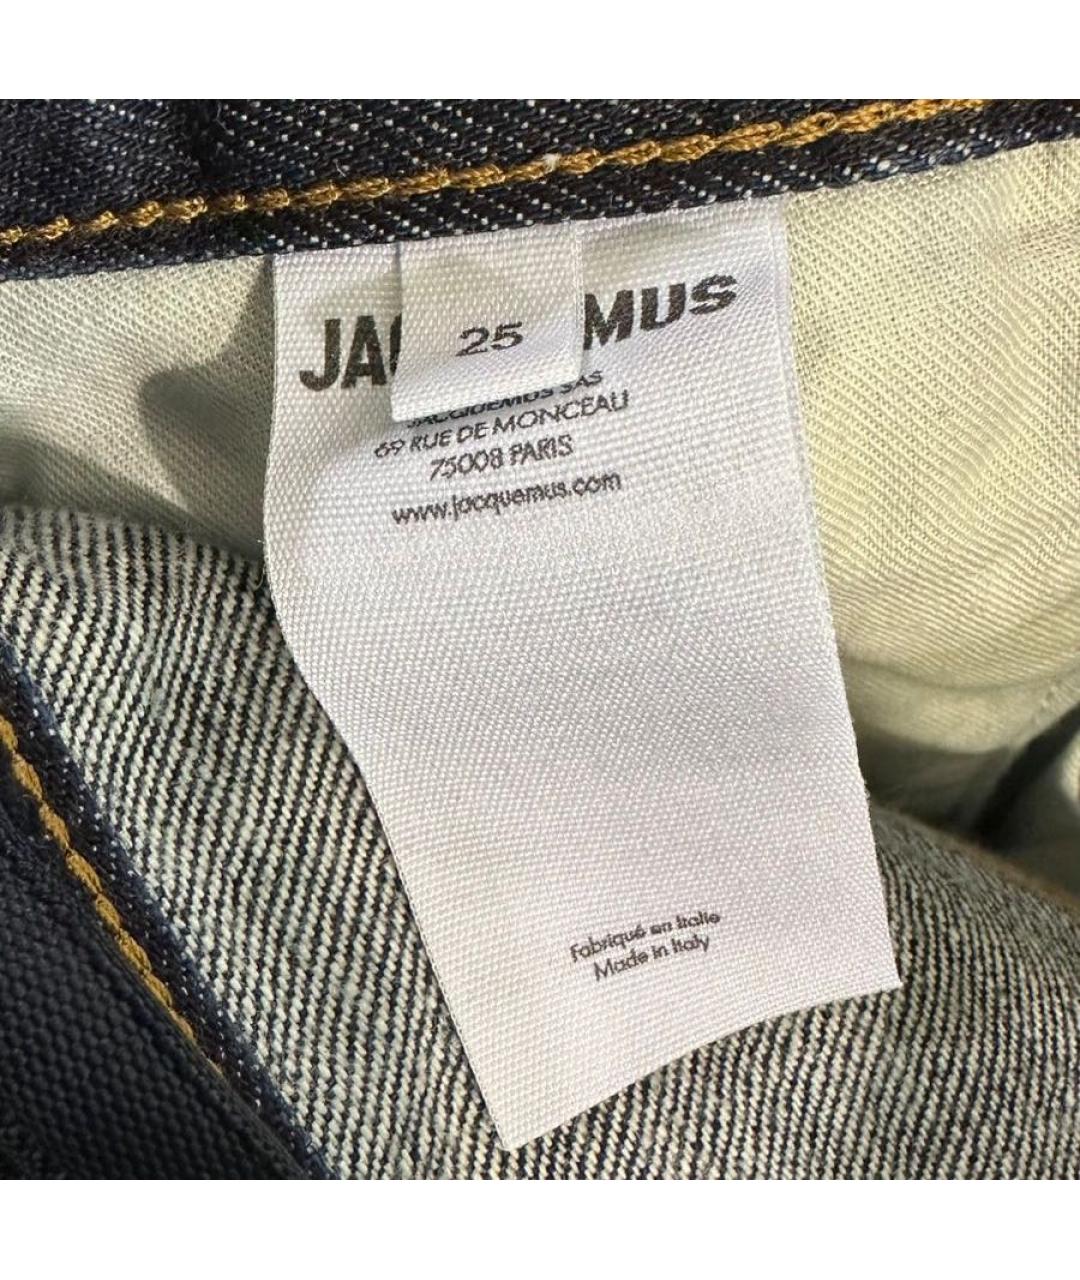 JAC MUS
25
JACQUEMUS SAS
69 RUE DE MONCEAU
75008 PARIS
www.jacquemus.com
Fabriqué en Italie
Made in Italy